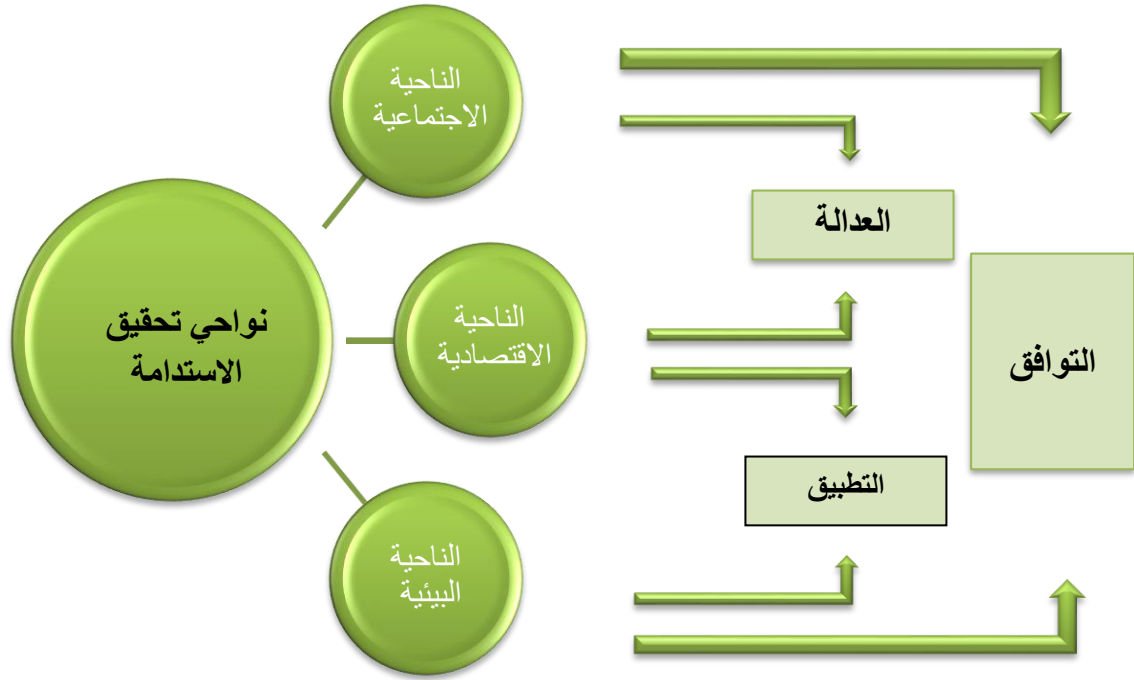 الناحية
الاجتماعية
العدالة
نواحي تحقيق
الاستدامة
الناحية
الاقتصادية
التوافق
التطبيق
الناحية
البيئية